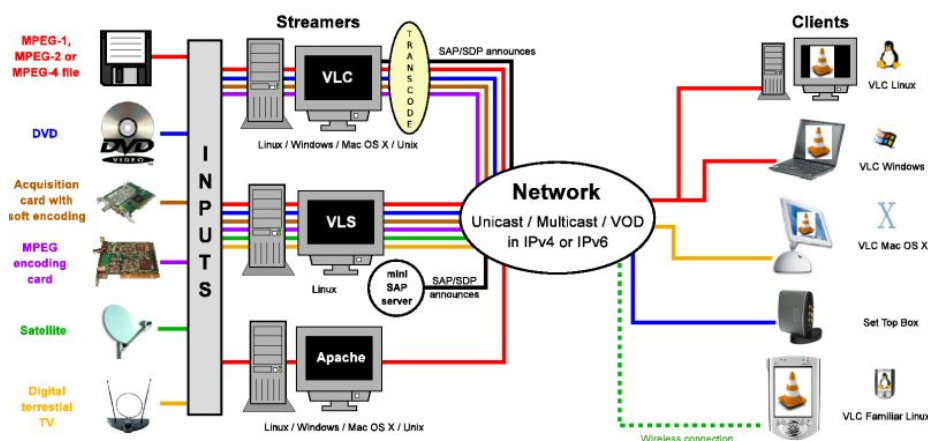 Streamers
Clients
MPEG-1,
MPEG-2 or
MPEG-4 file
DVD
DVD
VIDEO
Acquisition
card with
soft encoding
MPEG
encoding
card
Satellite
Digital
terrestial
TV
INPUTS
VLC
TRANSCODE
SAP/SDP announces
Linux / Windows / Mac OS X / Unix
VLS
Linux
mini
SAP
server
SAP/SDP
announces
Apache
Linux / Windows / Mac OS X / Unix
Network
Unicast / Multicast / VOD
in IPv4 or IPv6
VLC Linux
VLC Windows
X
VLC Mac OS X
Set Top Box
VLC Familiar Linux
Wireless connection